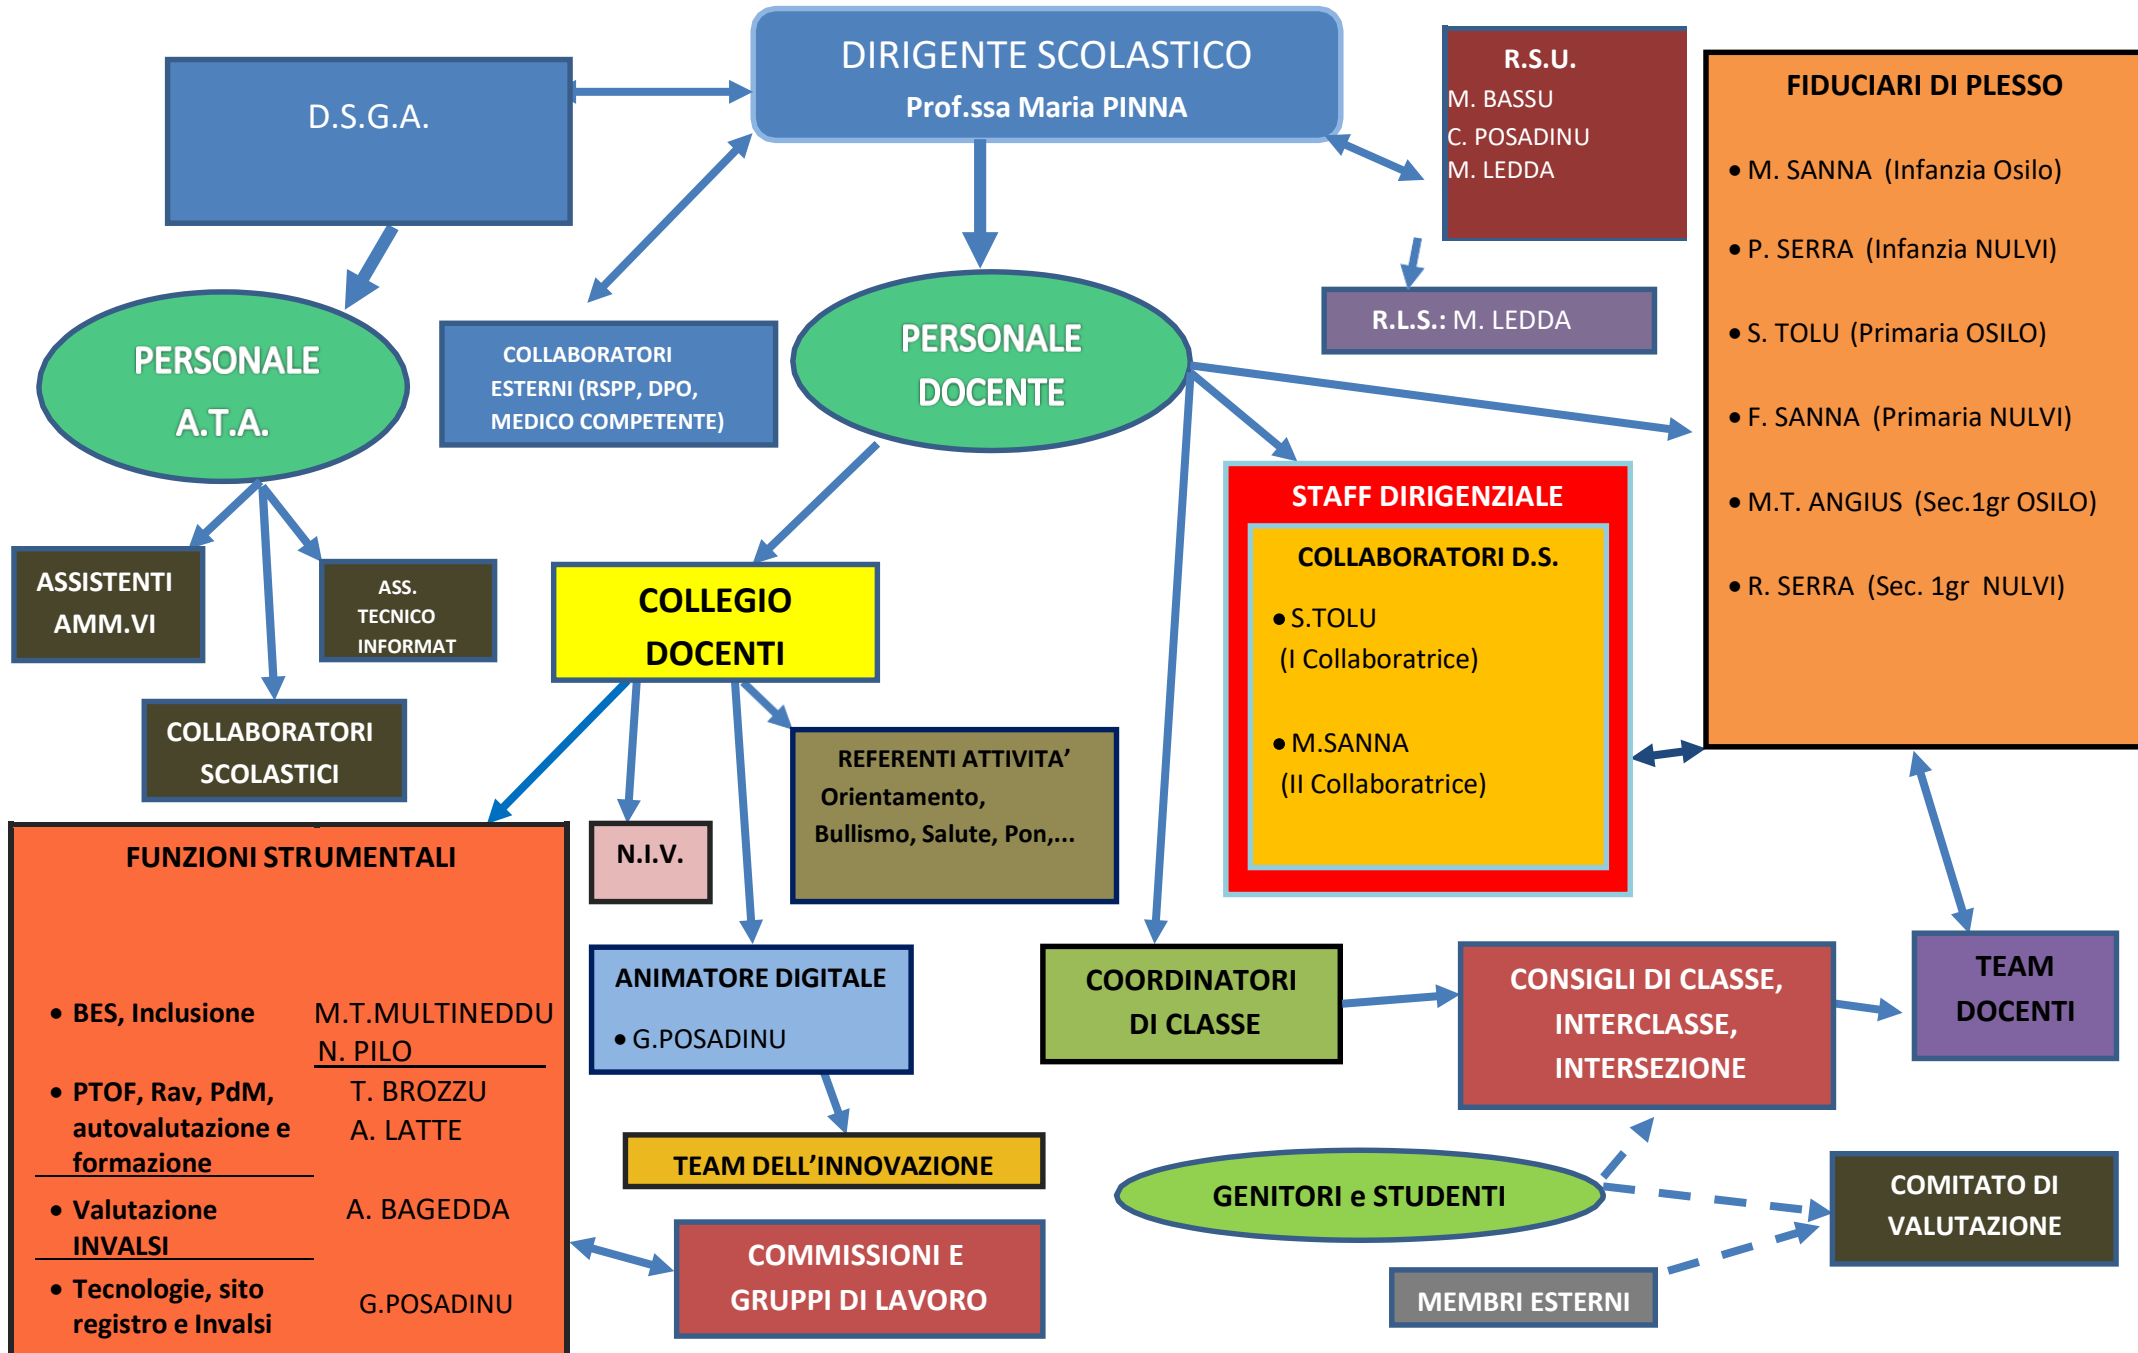 DIRIGENTE SCOLASTICO
Prof.ssa Maria PINNA
D.S.G.A.
R.S.U.
M. BASSU
C. POSADINU
M. LEDDA
FIDUCIARI DI PLESSO
• M. SANNA (Infanzia Osilo)
• P. SERRA (Infanzia NULVI)
• S. TOLU (Primaria OSILO)
• F. SANNA (Primaria NULVI)
• M.T. ANGIUS (Sec.1gr OSILO)
• R. SERRA (Sec. 1gr NULVI)
R.L.S.: M. LEDDA
PERSONALE
A.T.A.
COLLABORATORI
ESTERNI (RSPP, DPO,
MEDICO COMPETENTE)
PERSONALE
DOCENTE
STAFF DIRIGENZIALE
COLLABORATORI D.S.
• S.TOLU
(I Collaboratrice)
• M.SANNA
(II Collaboratrice)
ASSISTENTI
AMM.VI
ASS.
TECNICO
INFORMAT
COLLABORATORI
SCOLASTICI
COLLEGIO
DOCENTI
REFERENTI ATTIVITA’
Orientamento,
Bullismo, Salute, Pon,...
N.I.V.
FUNZIONI STRUMENTALI
• BES, Inclusione M.T.MULTINEDDU
N. PILO
• PTOF, Rav, PdM, T. BROZZU
autovalutazione e A. LATTE
formazione
• Valutazione A. BAGEDDA
INVALSI
• Tecnologie, sito G.POSADINU
registro e Invalsi
ANIMATORE DIGITALE
• G.POSADINU
TEAM DELL’INNOVAZIONE
COMMISSIONI E
GRUPPI DI LAVORO
COORDINATORI
DI CLASSE
CONSIGLI DI CLASSE,
INTERCLASSE,
INTERSEZIONE
TEAM
DOCENTI
GENITORI e STUDENTI
COMITATO DI
VALUTAZIONE
MEMBRI ESTERNI